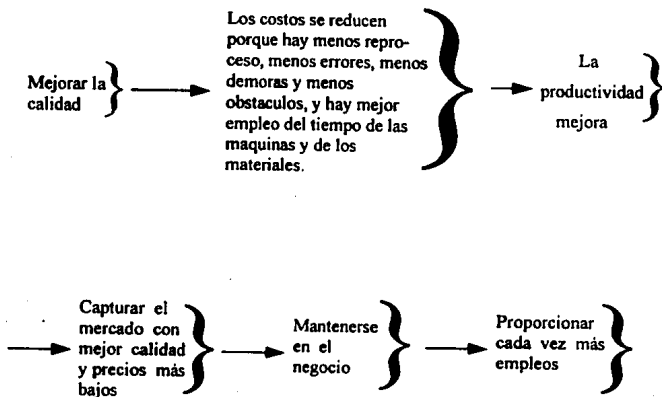 Mejorar la
calidad
Los costos se reducen
porque hay menos repro-
ceso, menos errores, menos
demoras y menos
obstaculos, y hay mejor
empleo del tiempo de las
maquinas y de los
materiales.
La
productividad
mejora
Capturar el
mercado con
mejor calidad
y precios más
bajos
Mantenerse
en el
negocio
Proporcionar
cada vez más
empleos